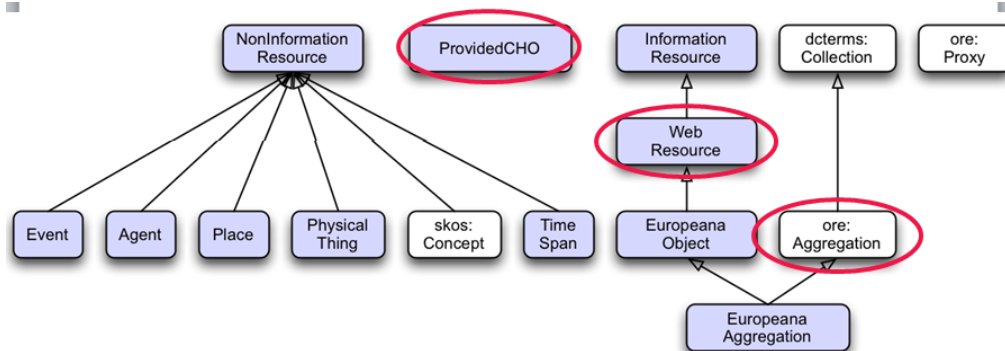 NonInformation
Resource
ProvidedCHO
Information
Resource
dcterms:
Collection
ore:
Proxy
Web
Resource
Event
Agent
Place
Physical
Thing
skos:
Concept
Time
Span
Europeana
Object
ore:
Aggregation
Europeana
Aggregation